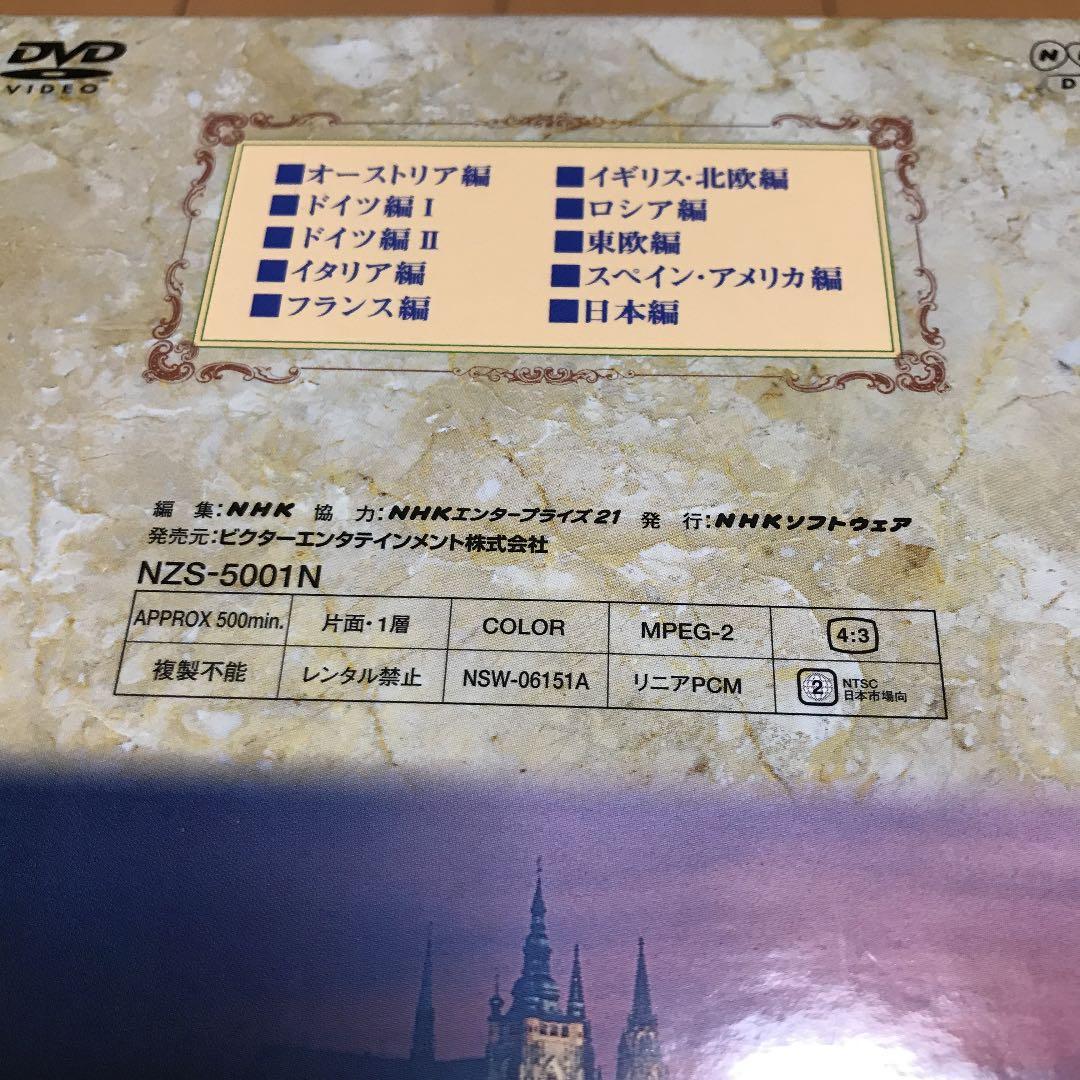 DVD
VIDEO
■オーストリア編
■ドイツ編 I
■ドイツ編 II
■イタリア編
■フランス編
■イギリス・北欧編
■ロシア編
■東欧編
■スペイン・アメリカ編
■日本編
編 集:NHK 協 力:NHKエンタープライズ21 発 行:NHKソフトウェア
発売元:ビクターエンタテインメント株式会社
NZS-5001N
APPROX 500min. 片面・1層 COLOR MPEG-2 4:3
複製不能 レンタル禁止 NSW-06151A リニアPCM 2 NTSC
日本市場向